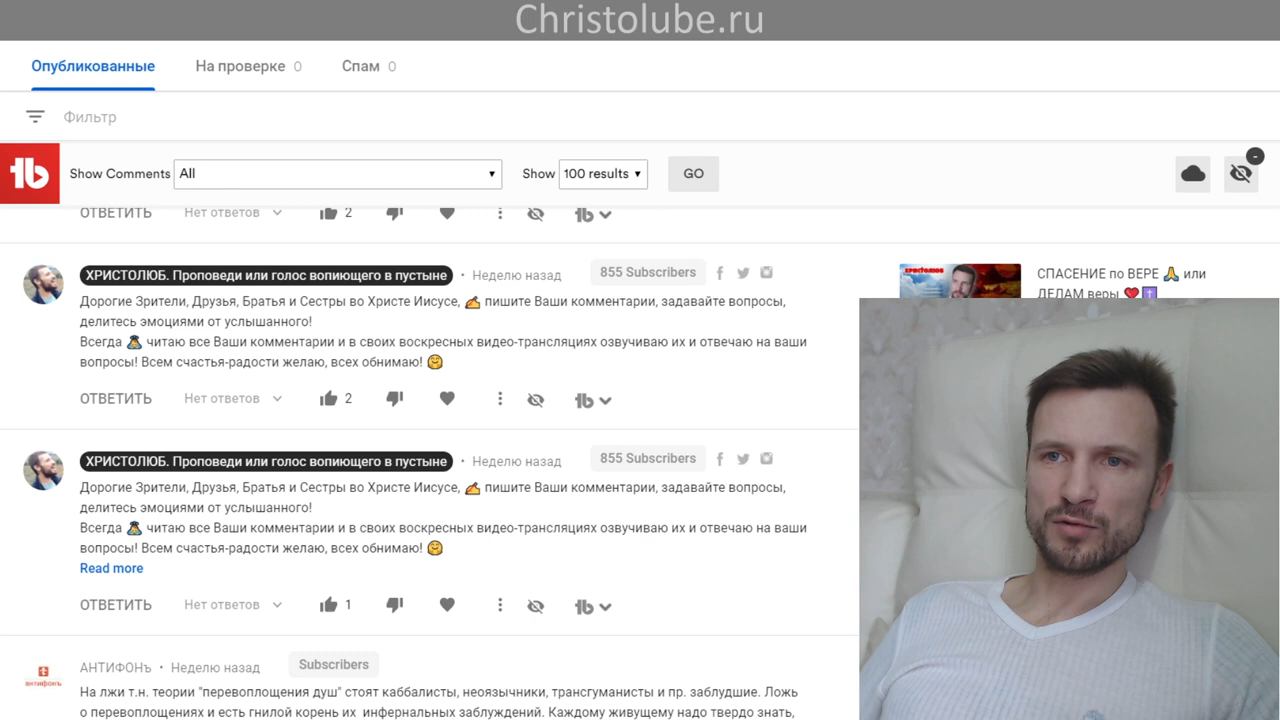 Christolube.ru
Опубликованные На проверке 0 Спам 0
Фильтр
Show Comments All Show 100 results GO -
ОТВЕТИТЬ Нет ответов 2
ХРИСТОЛЮБ. Проповеди или голос вопиющего в пустыне • Неделю назад 855 Subscribers
Дорогие Зрители, Друзья, Братья и Сестры во Христе Иисусе, ✍ пишите Ваши комментарии, задавайте вопросы,
делитесь эмоциями от услышанного!
Всегда читаю все Ваши комментарии и в своих воскресных видео-трансляциях озвучиваю их и отвечаю на ваши
вопросы! Всем счастья-радости желаю, всех обнимаю! 🤗
ОТВЕТИТЬ Нет ответов 2
ХРИСТОЛЮБ
СПАСЕНИЕ по ВЕРЕ 🙏 или
ДЕЛАМ веры ❤️✝️
ХРИСТОЛЮБ. Проповеди или голос вопиющего в пустыне • Неделю назад 855 Subscribers
Дорогие Зрители, Друзья, Братья и Сестры во Христе Иисусе, ✍ пишите Ваши комментарии, задавайте вопросы,
делитесь эмоциями от услышанного!
Всегда читаю все Ваши комментарии и в своих воскресных видео-трансляциях озвучиваю их и отвечаю на ваши
вопросы! Всем счастья-радости желаю, всех обнимаю! 🤗
Read more
ОТВЕТИТЬ Нет ответов 1
АНТИФОНЪ
АНТИФОНЪ • Неделю назад Subscribers
На лжи т.н. теории "перевоплощения душ" стоят каббалисты, неоязычники, трансгуманисты и пр. заблудшие. Ложь
о перевоплощениях и есть гнилой корень их инфернальных заблуждений. Каждому живущему надо твердо знать,